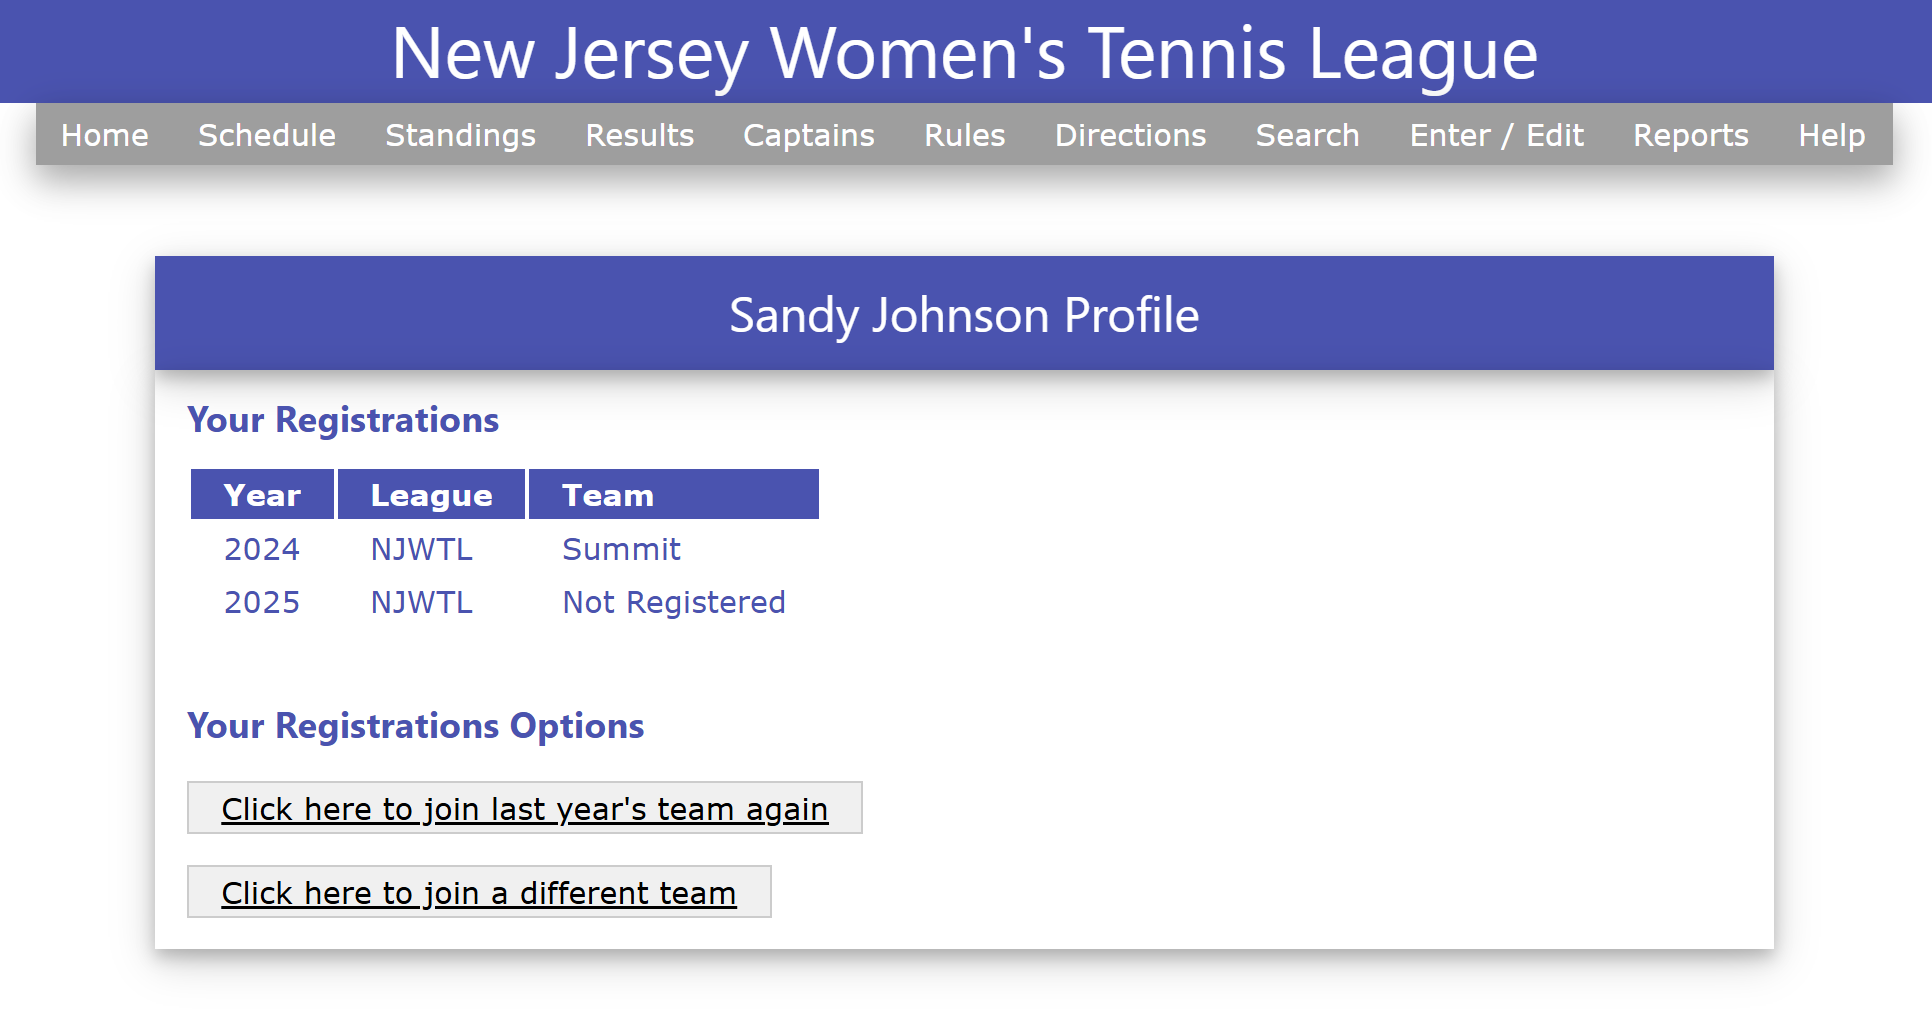 New Jersey Women's Tennis League
Home Schedule Standings Results Captains Rules Directions Search Enter / Edit Reports Help
Sandy Johnson Profile
Your Registrations
Year League Team
2024 NJWTL Summit
2025 NJWTL Not Registered
Your Registrations Options
Click here to join last year's team again
Click here to join a different team